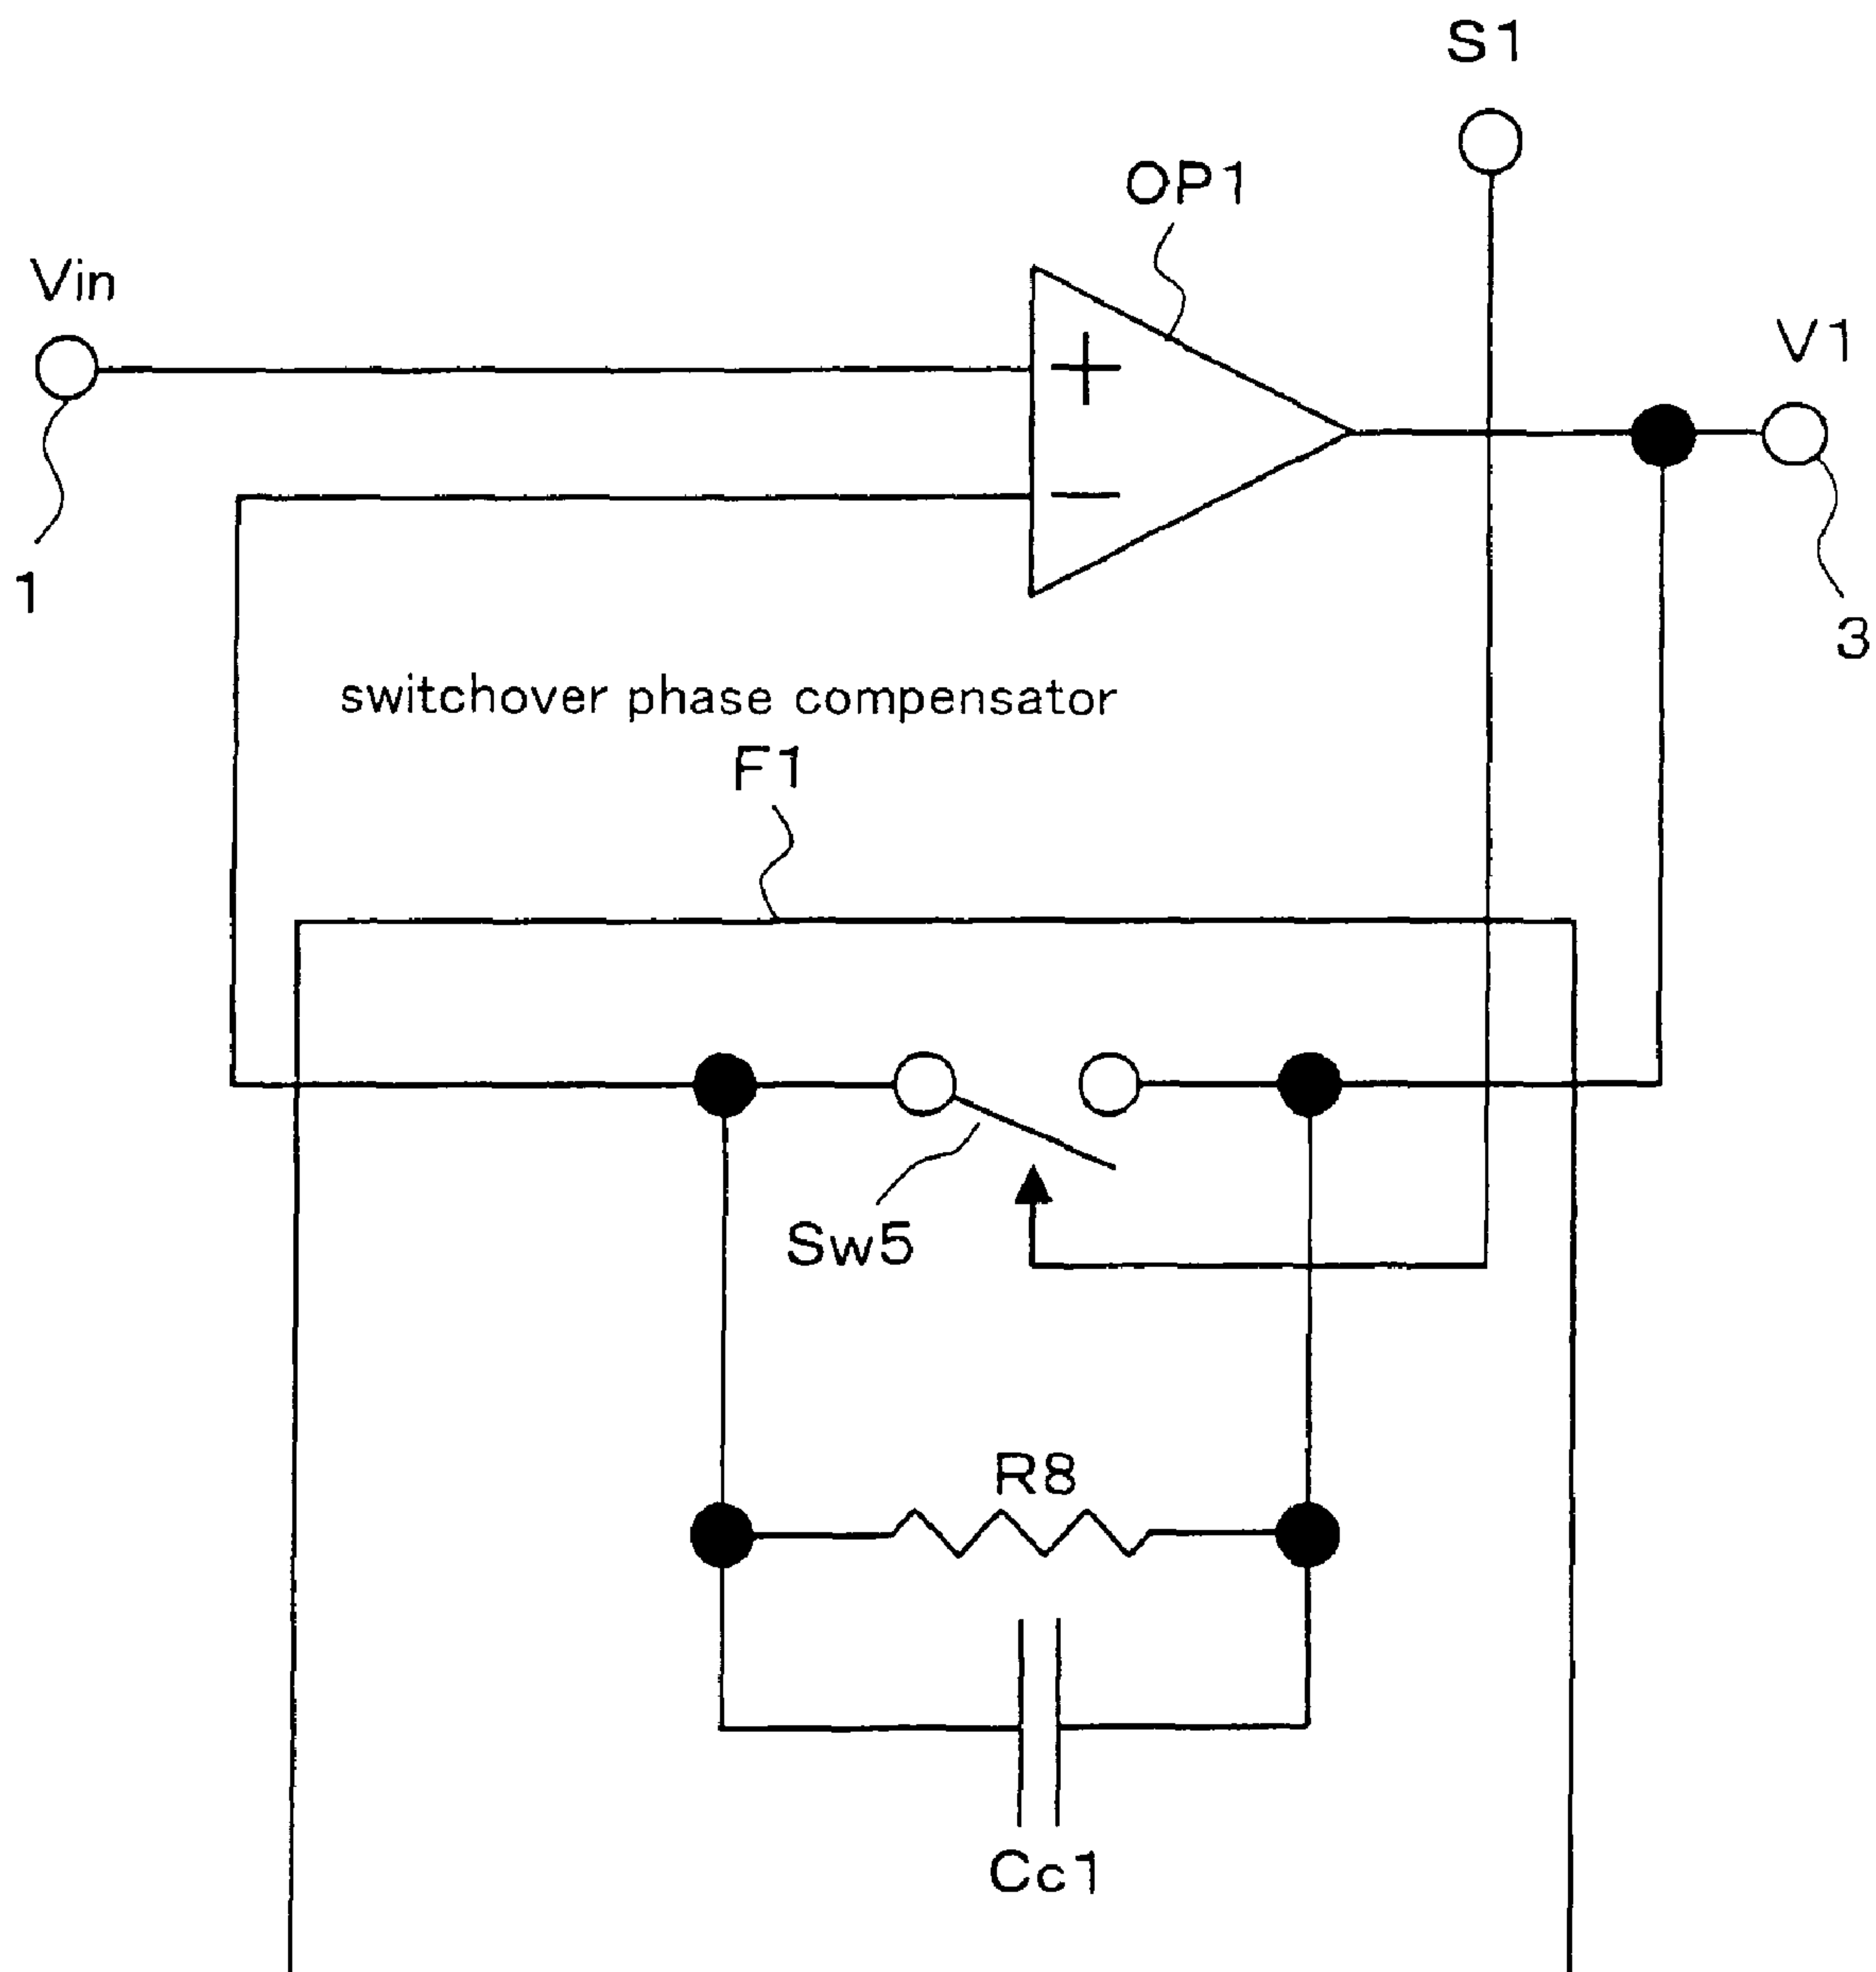 S1
OP1
Vin
V1
1
3
switchover phase compensator
F1
Sw5
R8
Cc1